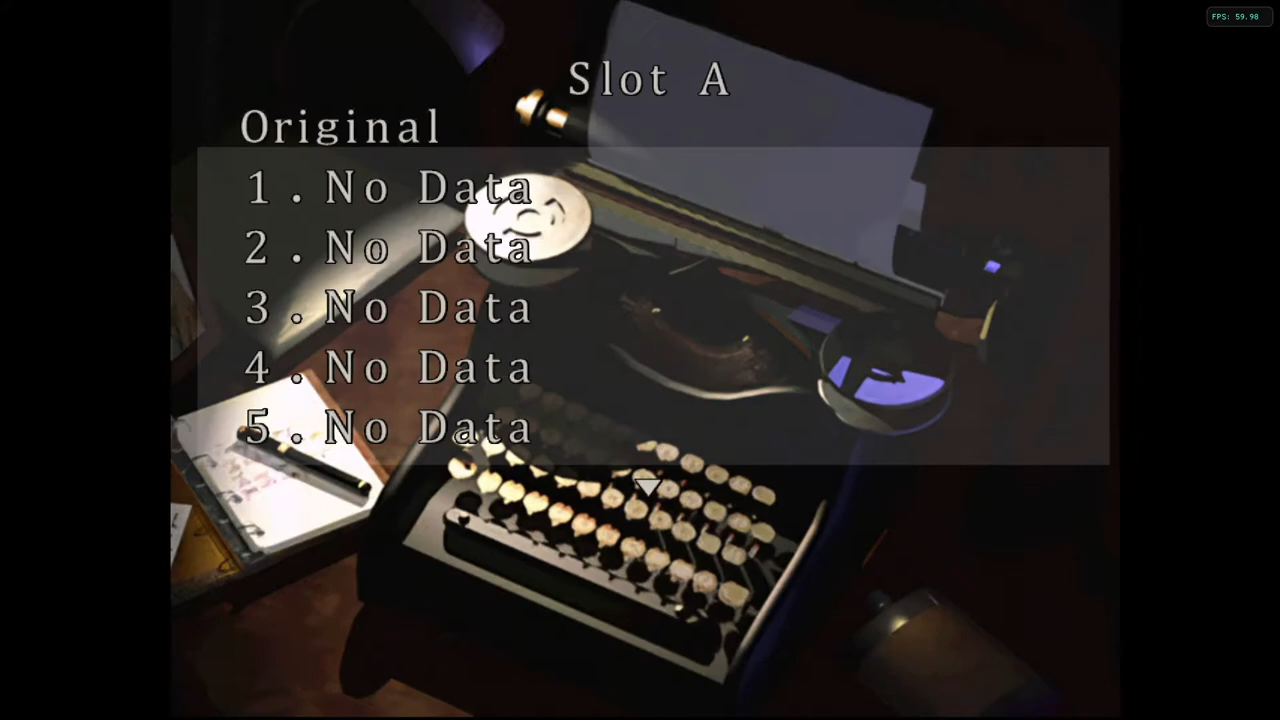 FPS: 59.98
Slot A
Original
1. No Data
2. No Data
3. No Data
4. No Data
5. No Data